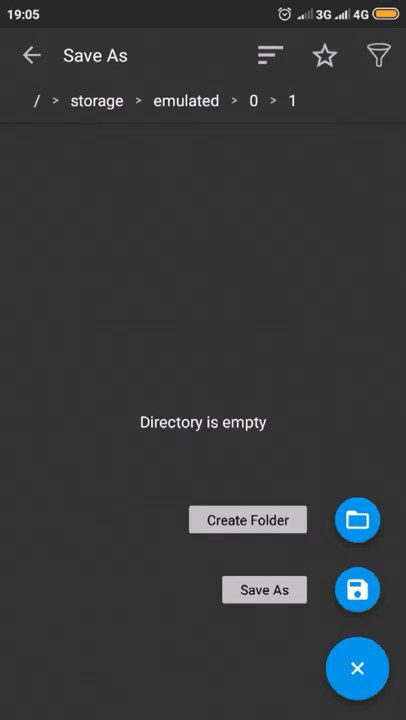 19:05 3G 4G
Save As
/ > storage > emulated > 0 > 1
Directory is empty
Create Folder
Save As